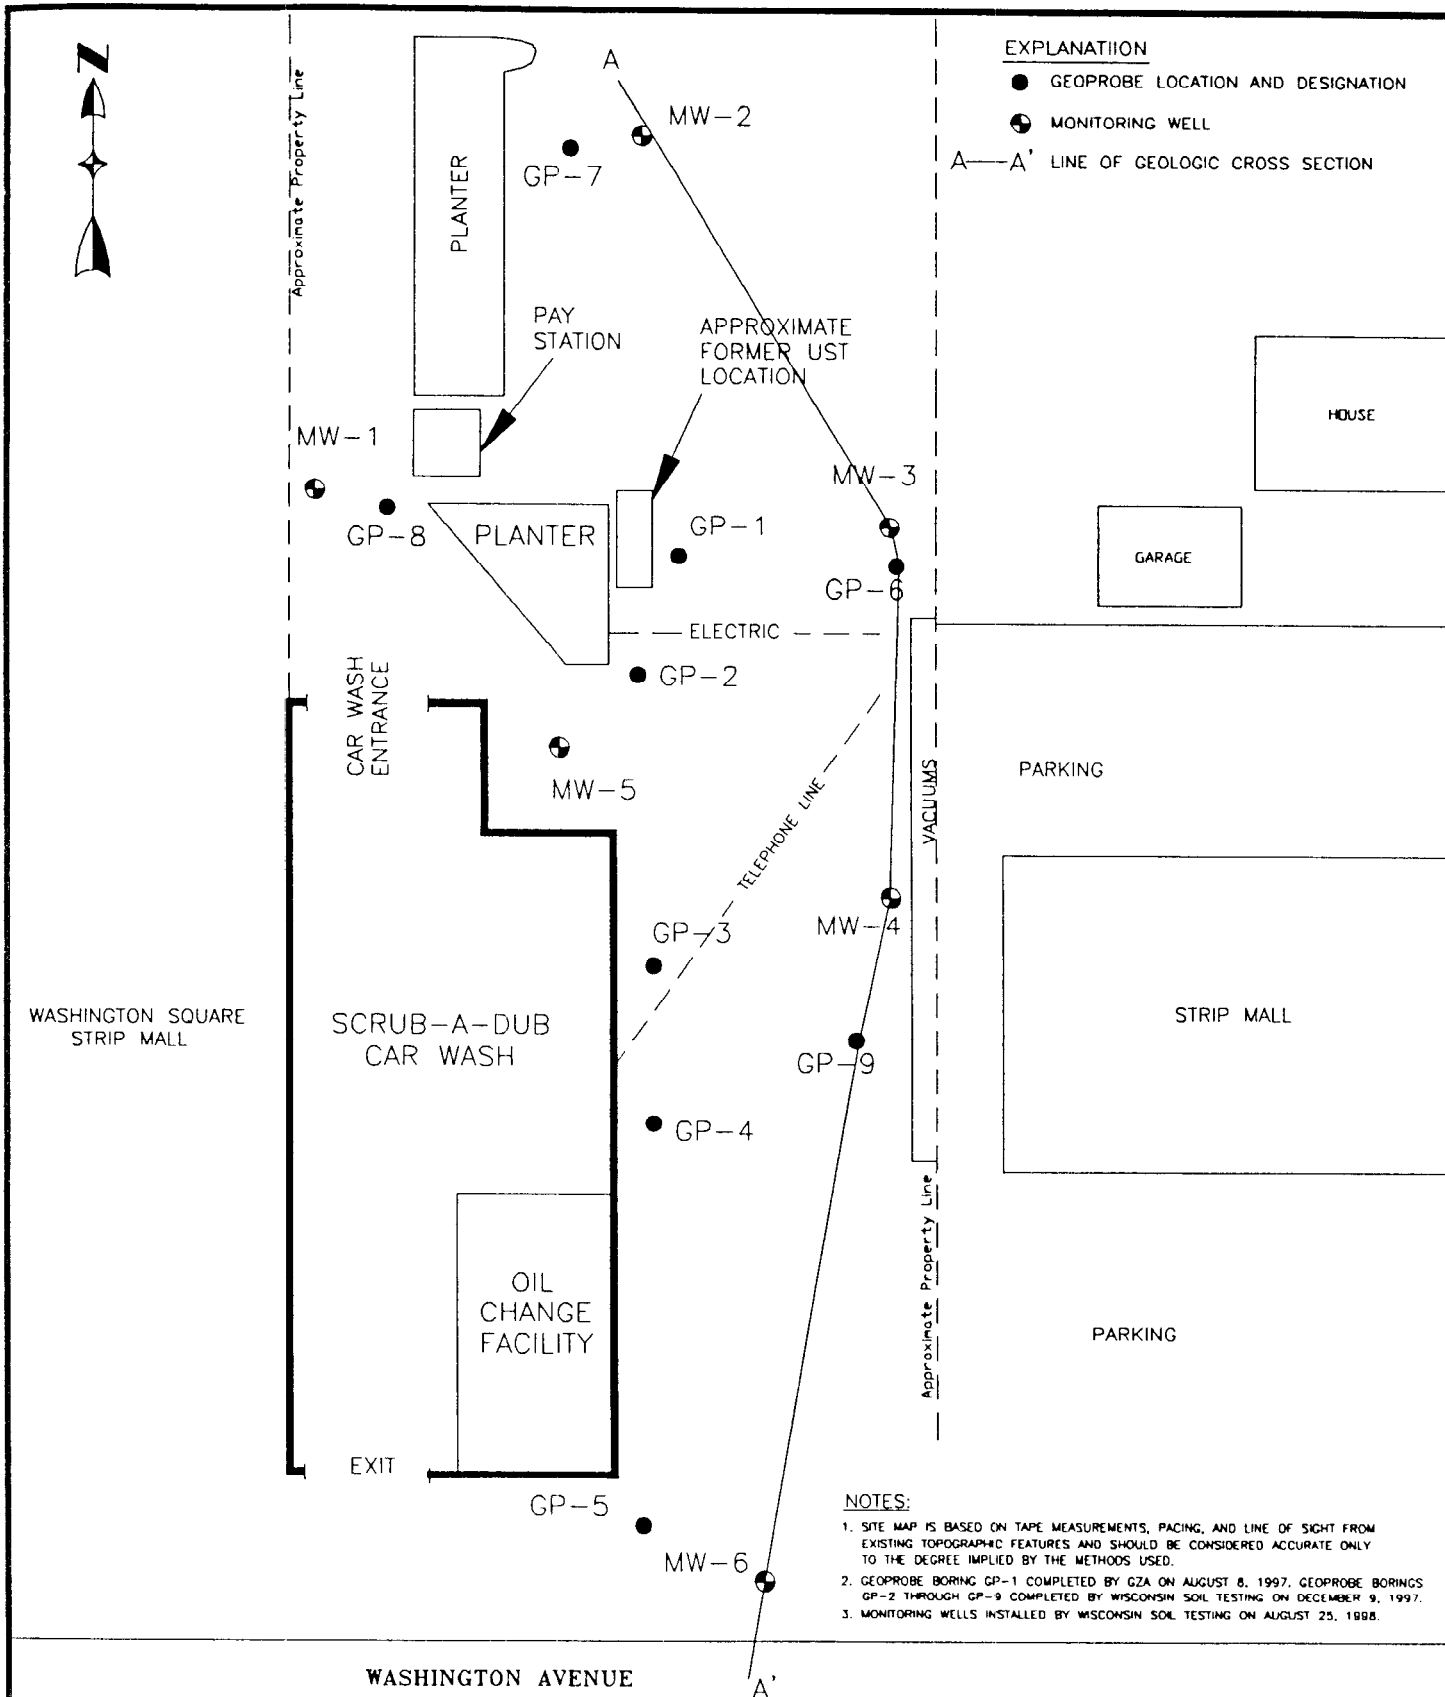 N
Approximate Property Line
PLANTER
A
MW-2
GP-7
EXPLANATIION
GEOPROBE LOCATION AND DESIGNATION
MONITORING WELL
A—A' LINE OF GEOLOGIC CROSS SECTION
PAY
STATION
APPROXIMATE
FORMER UST
LOCATION
HOUSE
MW-1
MW-3
GP-8
PLANTER
GP-1
GP-6
GARAGE
ELECTRIC
GP-2
CAR WASH
ENTRANCE
MW-5
TELEPHONE LINE
VACUUMS
PARKING
GP-3
MW-4
WASHINGTON SQUARE
STRIP MALL
SCRUB-A-DUB
CAR WASH
GP-9
STRIP MALL
GP-4
Approximate Property Line
OIL
CHANGE
FACILITY
PARKING
EXIT
GP-5
MW-6
NOTES:
1. SITE MAP IS BASED ON TAPE MEASUREMENTS, PACING, AND LINE OF SIGHT FROM
EXISTING TOPOGRAPHIC FEATURES AND SHOULD BE CONSIDERED ACCURATE ONLY
TO THE DEGREE IMPLIED BY THE METHODS USED.
2. GEOPROBE BORING GP-1 COMPLETED BY GZA ON AUGUST 8, 1997. GEOPROBE BORINGS
GP-2 THROUGH GP-9 COMPLETED BY WISCONSIN SOIL TESTING ON DECEMBER 9, 1997.
3. MONITORING WELLS INSTALLED BY WISCONSIN SOIL TESTING ON AUGUST 25, 1998.
WASHINGTON AVENUE
A'